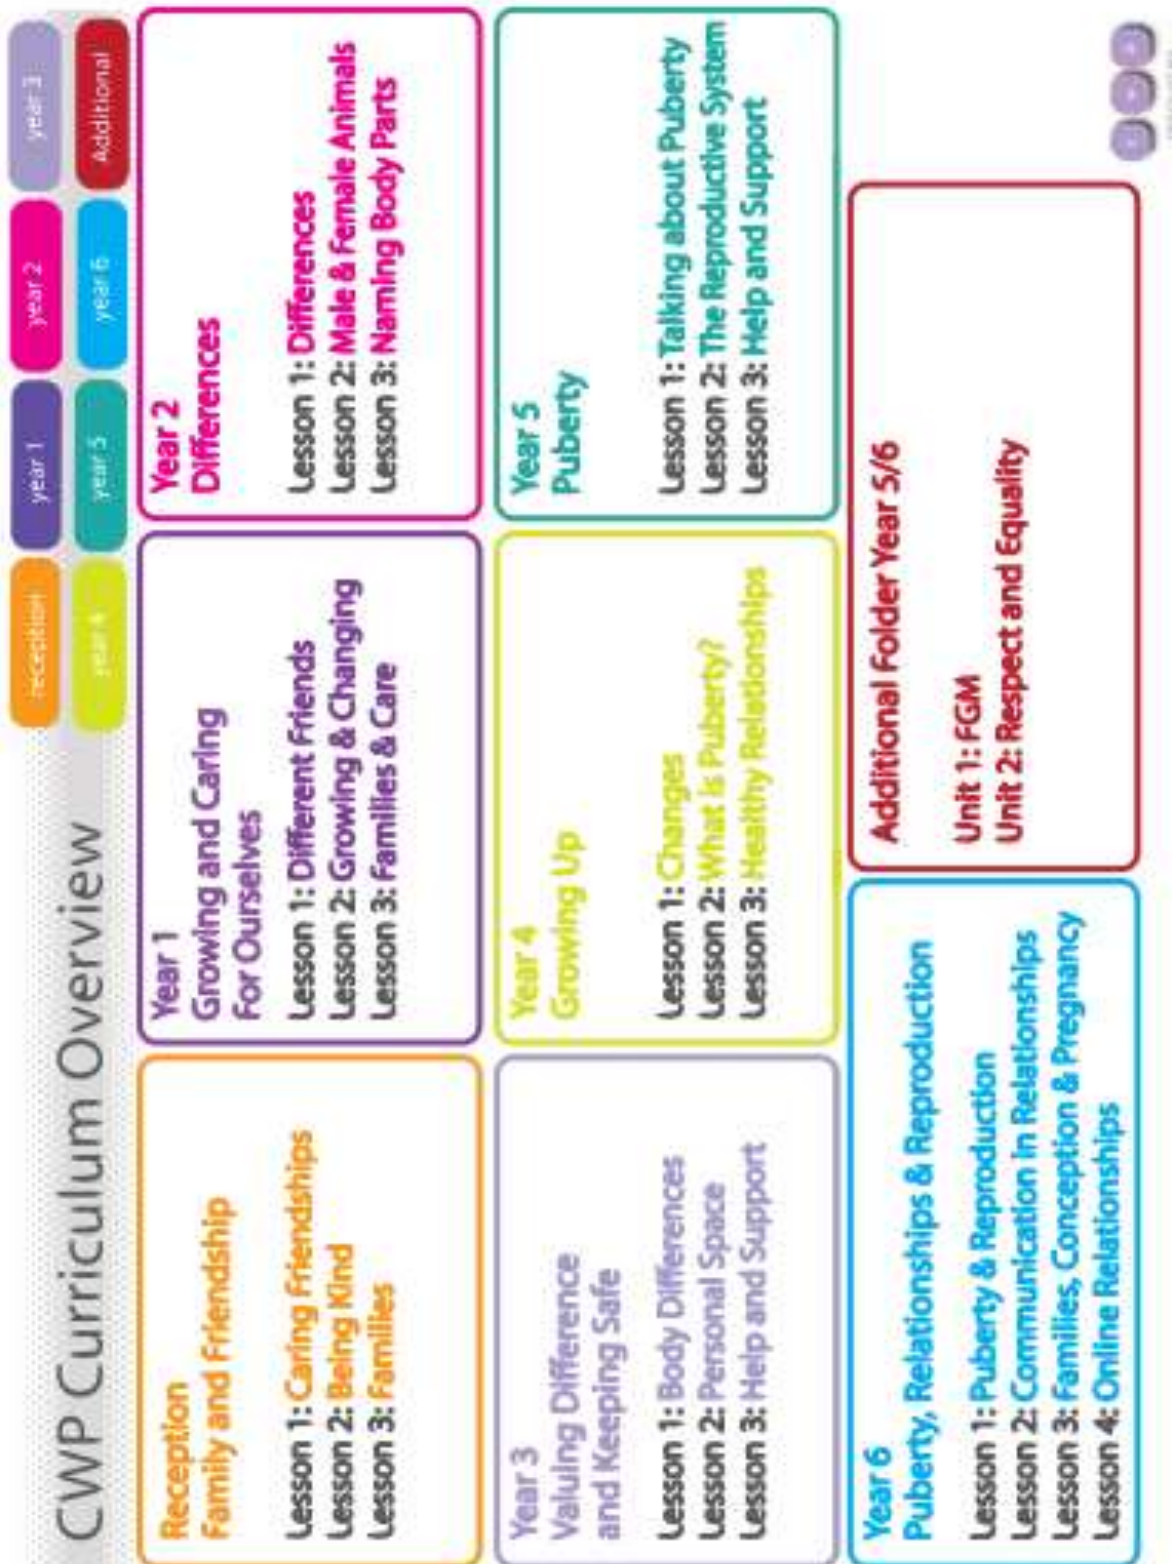 CWP Curriculum Overview
reception
year 1
year 2
year 3
year 4
year 5
year 6
Additional
Reception
Family and Friendship
Lesson 1: Caring Friendships
Lesson 2: Being Kind
Lesson 3: Families
Year 1
Growing and Caring
For Ourselves
Lesson 1: Different Friends
Lesson 2: Growing & Changing
Lesson 3: Families & Care
Year 2
Differences
Lesson 1: Differences
Lesson 2: Male & Female Animals
Lesson 3: Naming Body Parts
Year 3
Valuing Difference
and Keeping Safe
Lesson 1: Body Differences
Lesson 2: Personal Space
Lesson 3: Help and Support
Year 4
Growing Up
Lesson 1: Changes
Lesson 2: What is Puberty?
Lesson 3: Healthy Relationships
Year 5
Puberty
Lesson 1: Talking about Puberty
Lesson 2: The Reproductive System
Lesson 3: Help and Support
Year 6
Puberty, Relationships & Reproduction
Lesson 1: Puberty & Reproduction
Lesson 2: Communication in Relationships
Lesson 3: Families, Conception & Pregnancy
Lesson 4: Online Relationships
Additional Folder Year 5/6
Unit 1: FGM
Unit 2: Respect and Equality